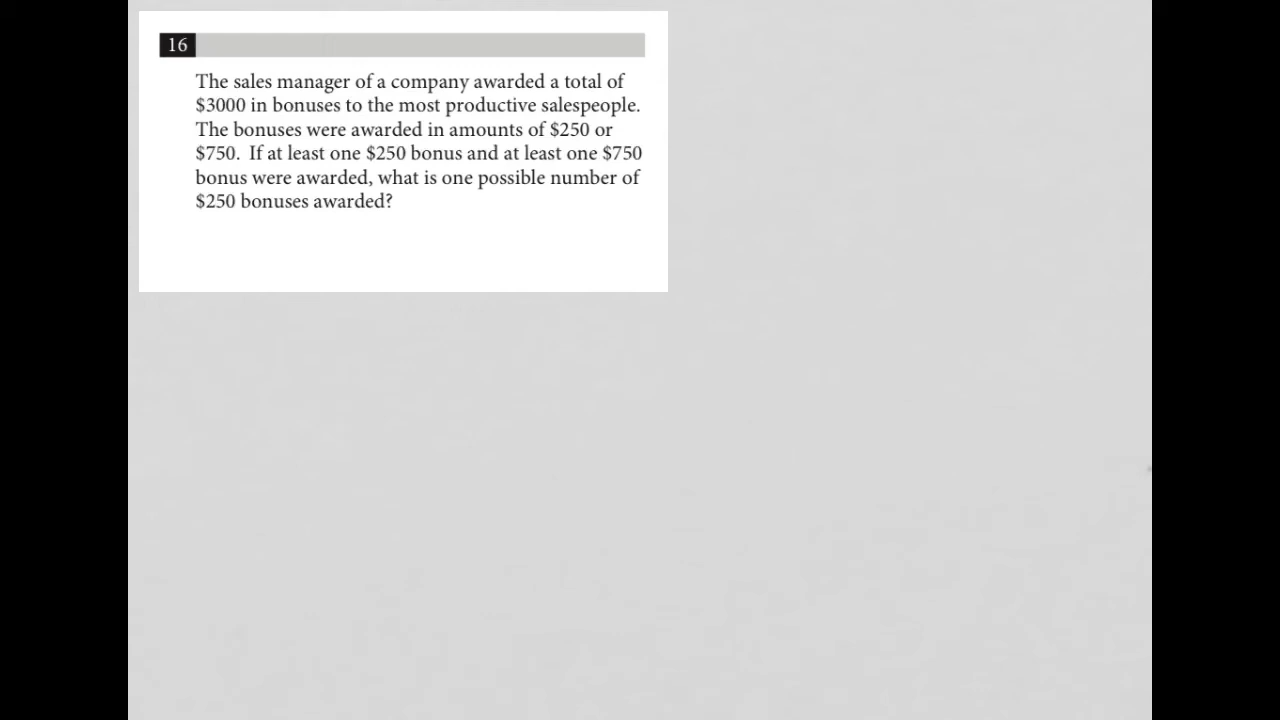 16
The sales manager of a company awarded a total of
$3000 in bonuses to the most productive salespeople.
The bonuses were awarded in amounts of $250 or
$750. If at least one $250 bonus and at least one $750
bonus were awarded, what is one possible number of
$250 bonuses awarded?